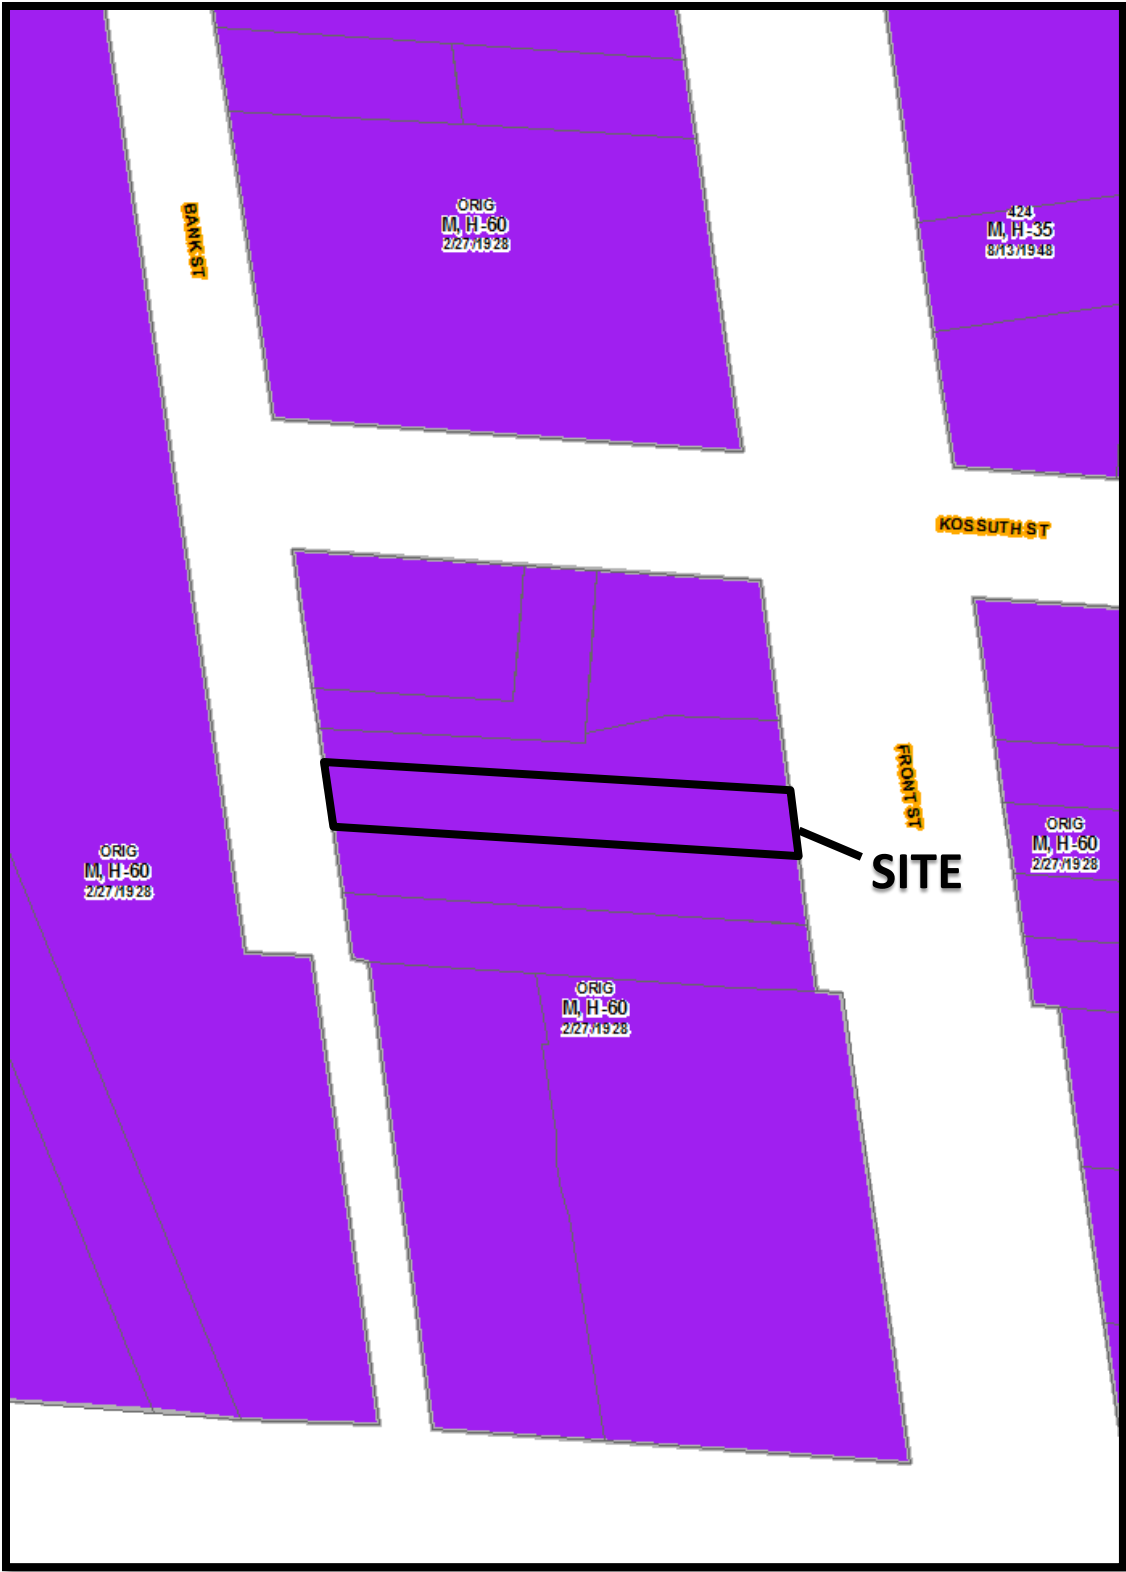 BANK ST
ORIG
M, H-60
2/27/1928
424
M, H-35
8/13/1948
KOSSUTH ST
FRONT ST
ORIG
M, H-60
2/27/1928
SITE
ORIG
M, H-60
2/27/1928
ORIG
M, H-60
2/27/1928